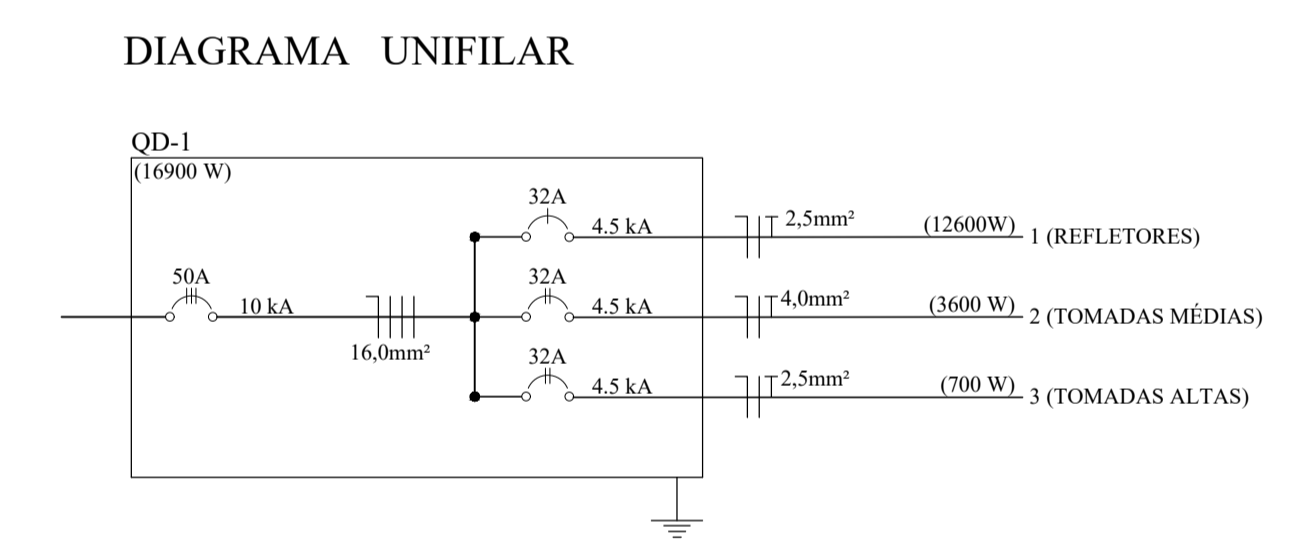 DIAGRAMA UNIFILAR
QD-1
(16900 W)
50A
10 kA
16,0mm²
32A
4.5 kA
2,5mm²
(12600W)
1 (REFLETORES)
32A
4.5 kA
4,0mm²
(3600 W)
2 (TOMADAS MÉDIAS)
32A
4.5 kA
2,5mm²
(700 W)
3 (TOMADAS ALTAS)